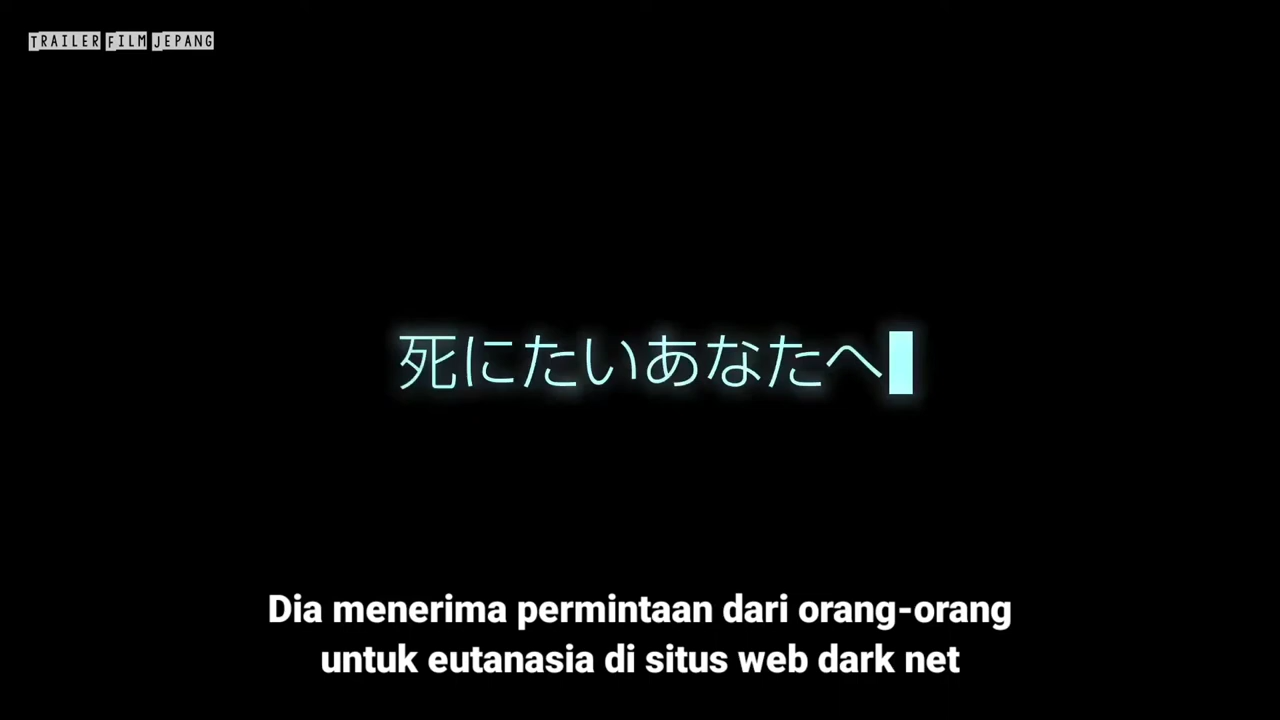 TRAILER FILM JEPANG
死にたいあなたへ
Dia menerima permintaan dari orang-orang
untuk eutanasia di situs web dark net